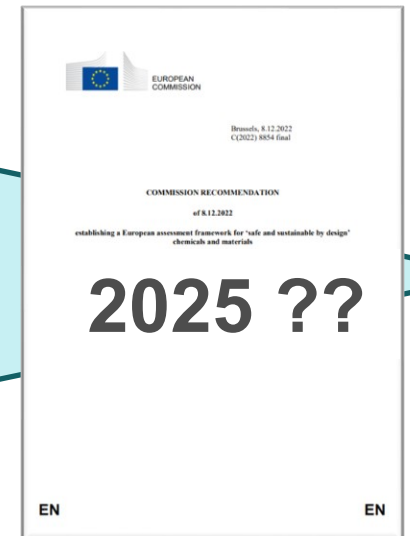 EUROPEAN
COMMISSION
Brussels, 8.12.2022
C(2022) 8854 final
COMMISSION RECOMMENDATION
of 8.12.2022
establishing a European assessment framework for ‘safe and sustainable by design’
chemicals and materials
2025 ??
EN EN